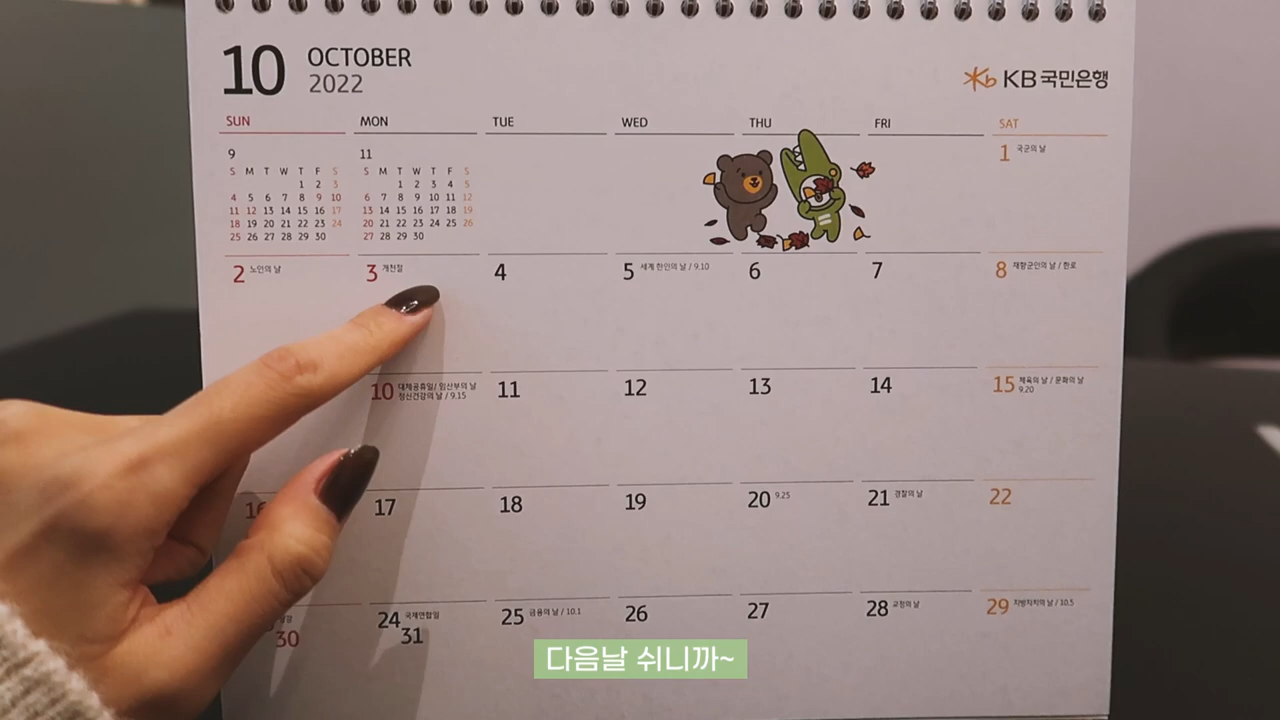 10 OCTOBER
2022
KB 국민은행
SUN MON TUE WED THU FRI SAT
9
S M T W T F S
1 2 3
4 5 6 7 8 9 10
11 12 13 14 15 16 17
18 19 20 21 22 23 24
25 26 27 28 29 30
11
S M T W T F S
1 2 3 4 5
6 7 8 9 10 11 12
13 14 15 16 17 18 19
20 21 22 23 24 25 26
27 28 29 30
1 국군의 날
2 노인의 날
3 개천절
4
5 세계 한인의 날 / 9.10
6
7
8 재향군인의 날 / 한로
10 대체공휴일/ 임산부의 날
정신건강의 날 / 9.15
11
12
13
14
15 체육의 날 / 문화의 날
9.20
16
17
18
19
20 9.25
21 경찰의 날
22
30
24 국제연합일
31
25 금융의 날 / 10.1
26
27
28 교정의 날
29 지방자치의 날 / 10.5
다음날 쉬니까~